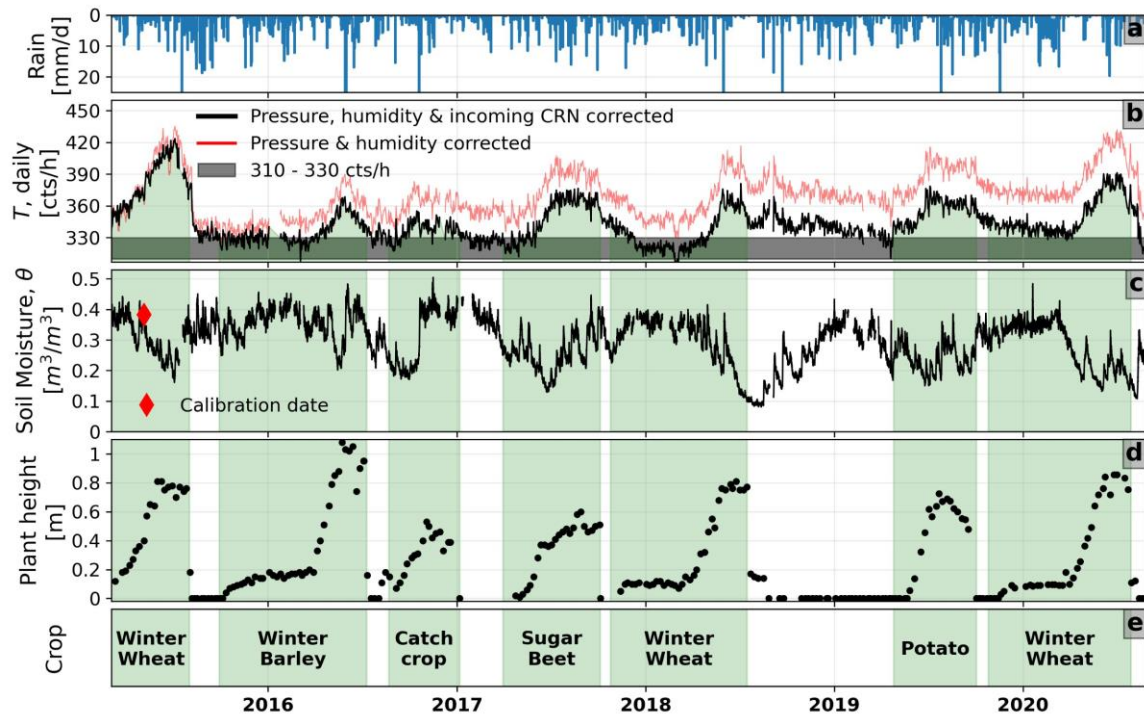 0
10
20
Rain
[mm/d]
a
450
420
390
360
330
T, daily
[cts/h]
Pressure, humidity & incoming CRN corrected
Pressure & humidity corrected
310 - 330 cts/h
b
0.5
0.4
0.3
0.2
0.1
0
Soil Moisture, θ
[m³/m³]
Calibration date
c
1
0.8
0.6
0.4
0.2
0
Plant height
[m]
d
Crop
Winter
Wheat
Winter
Barley
Catch
crop
Sugar
Beet
Winter
Wheat
Potato
Winter
Wheat
e
2016 2017 2018 2019 2020